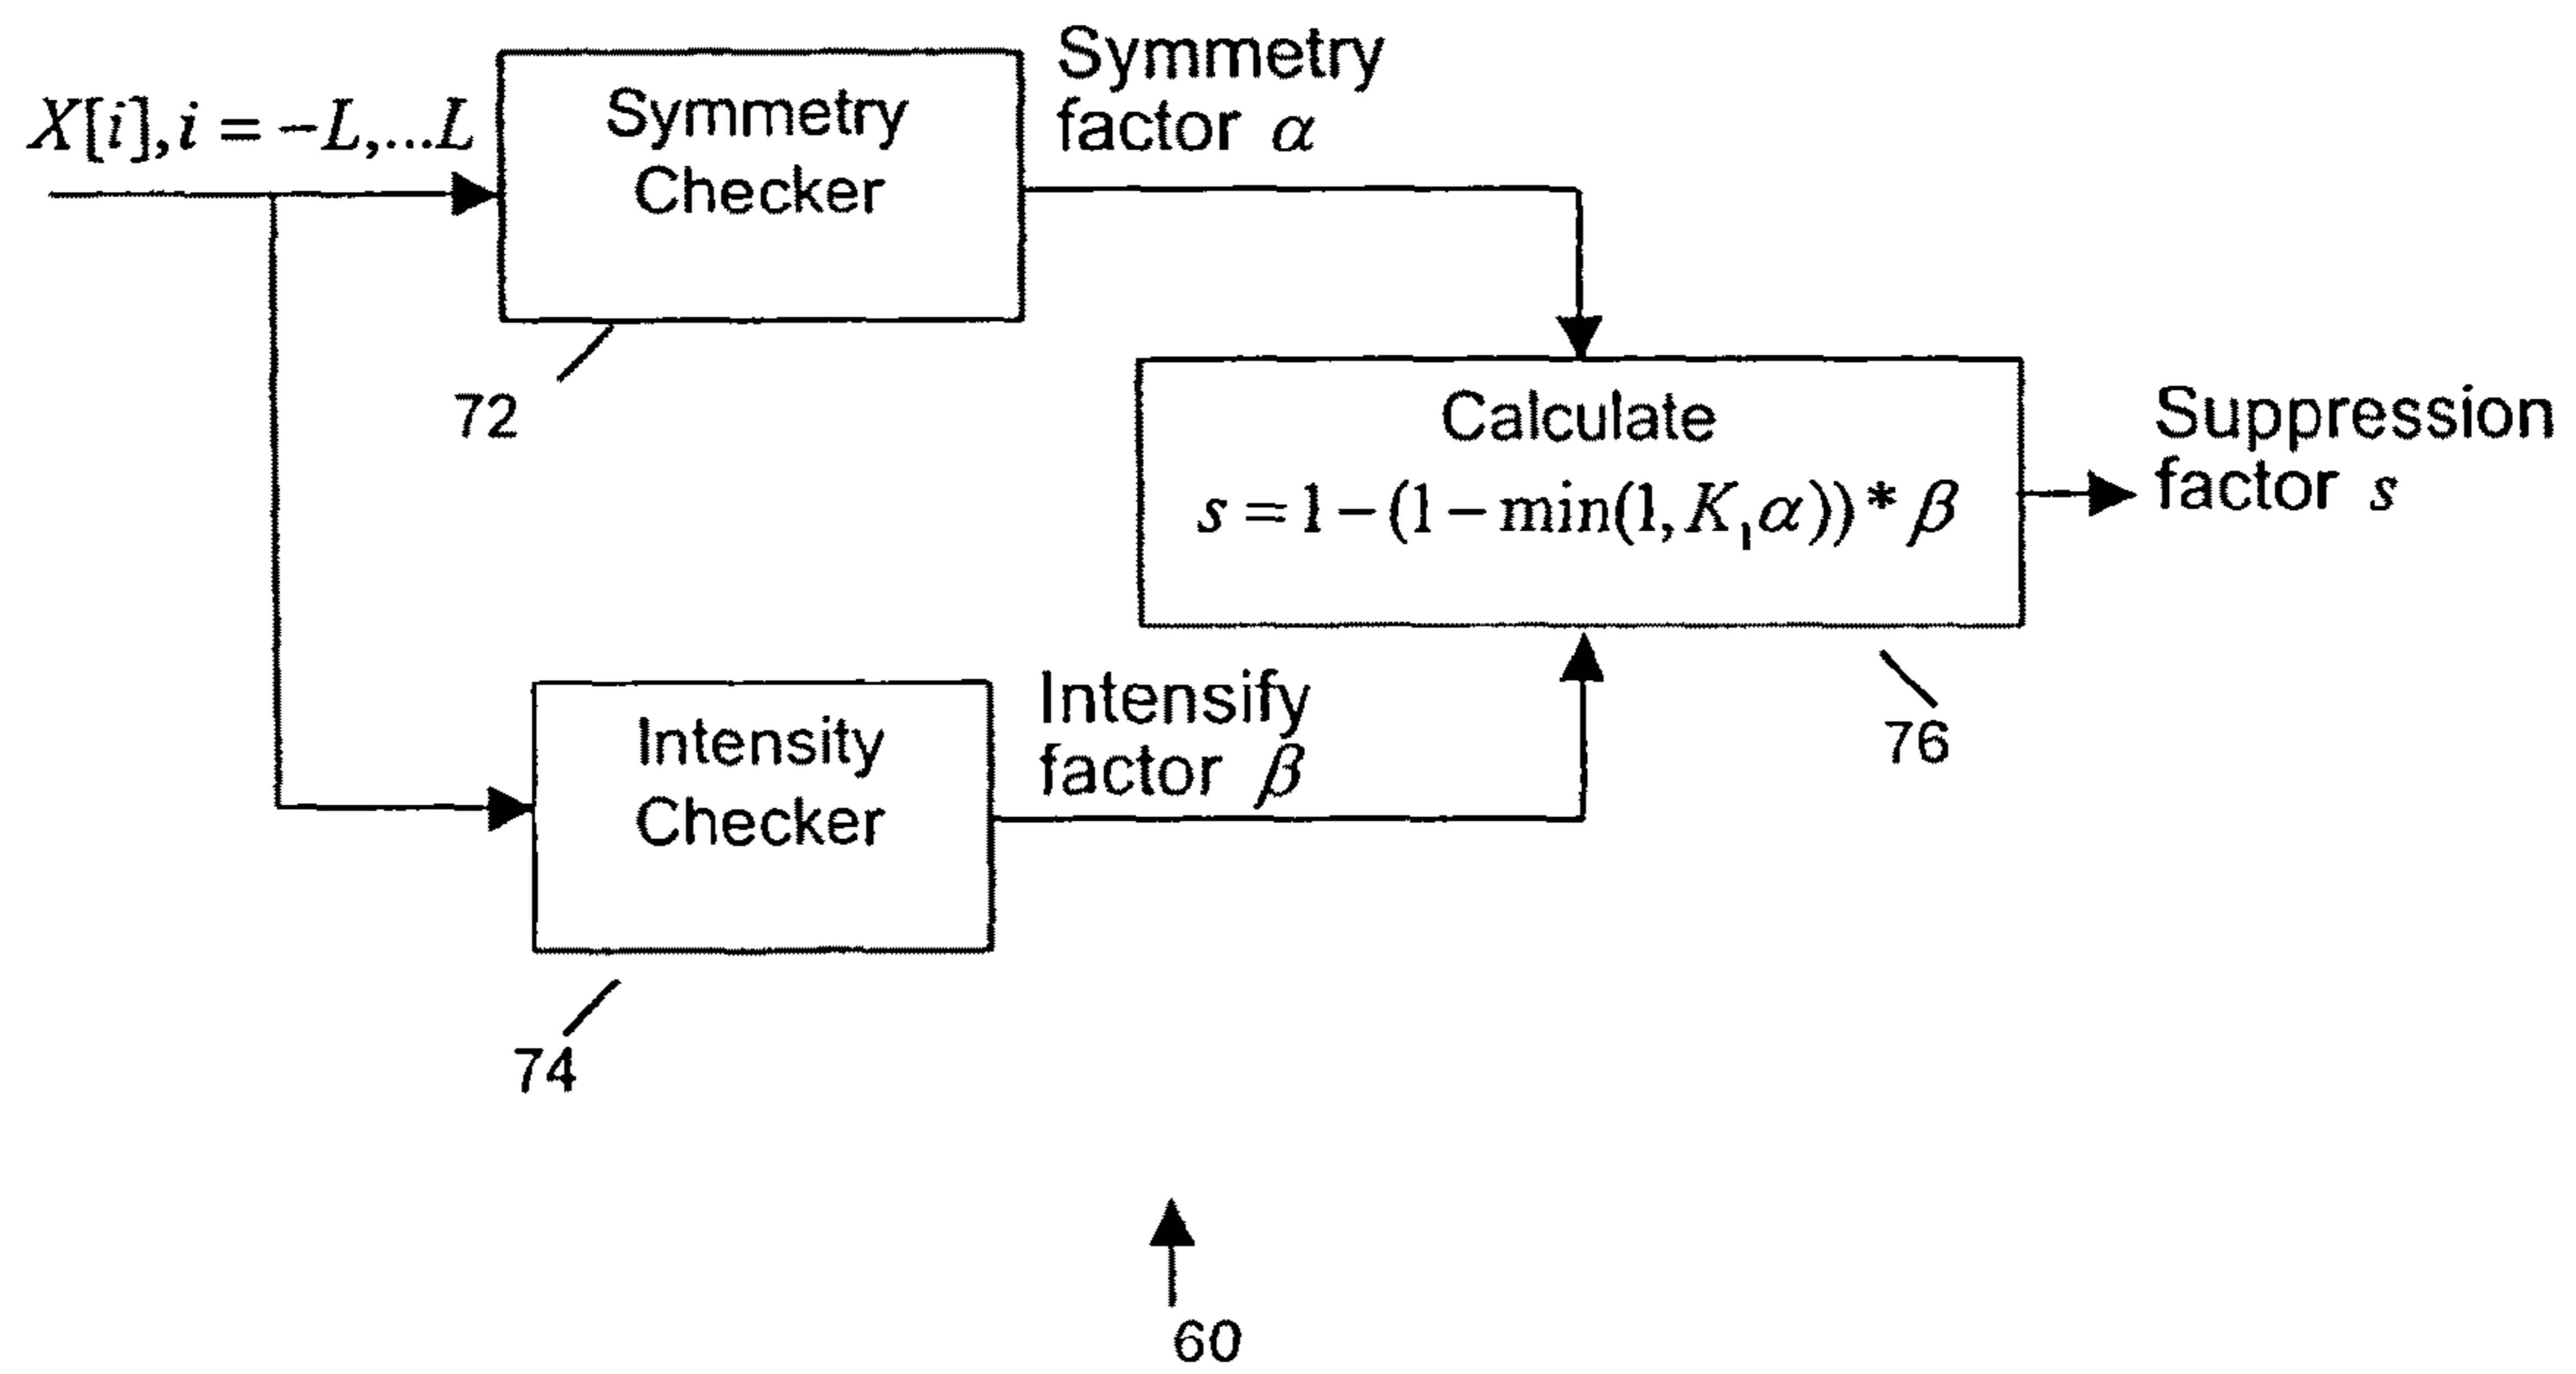 X[i], i = −L,...L
Symmetry
Checker
Symmetry
factor α
72
Calculate
s = 1 − (1 − min(1, K₁α)) * β
Suppression
factor s
76
Intensity
Checker
Intensify
factor β
74
60